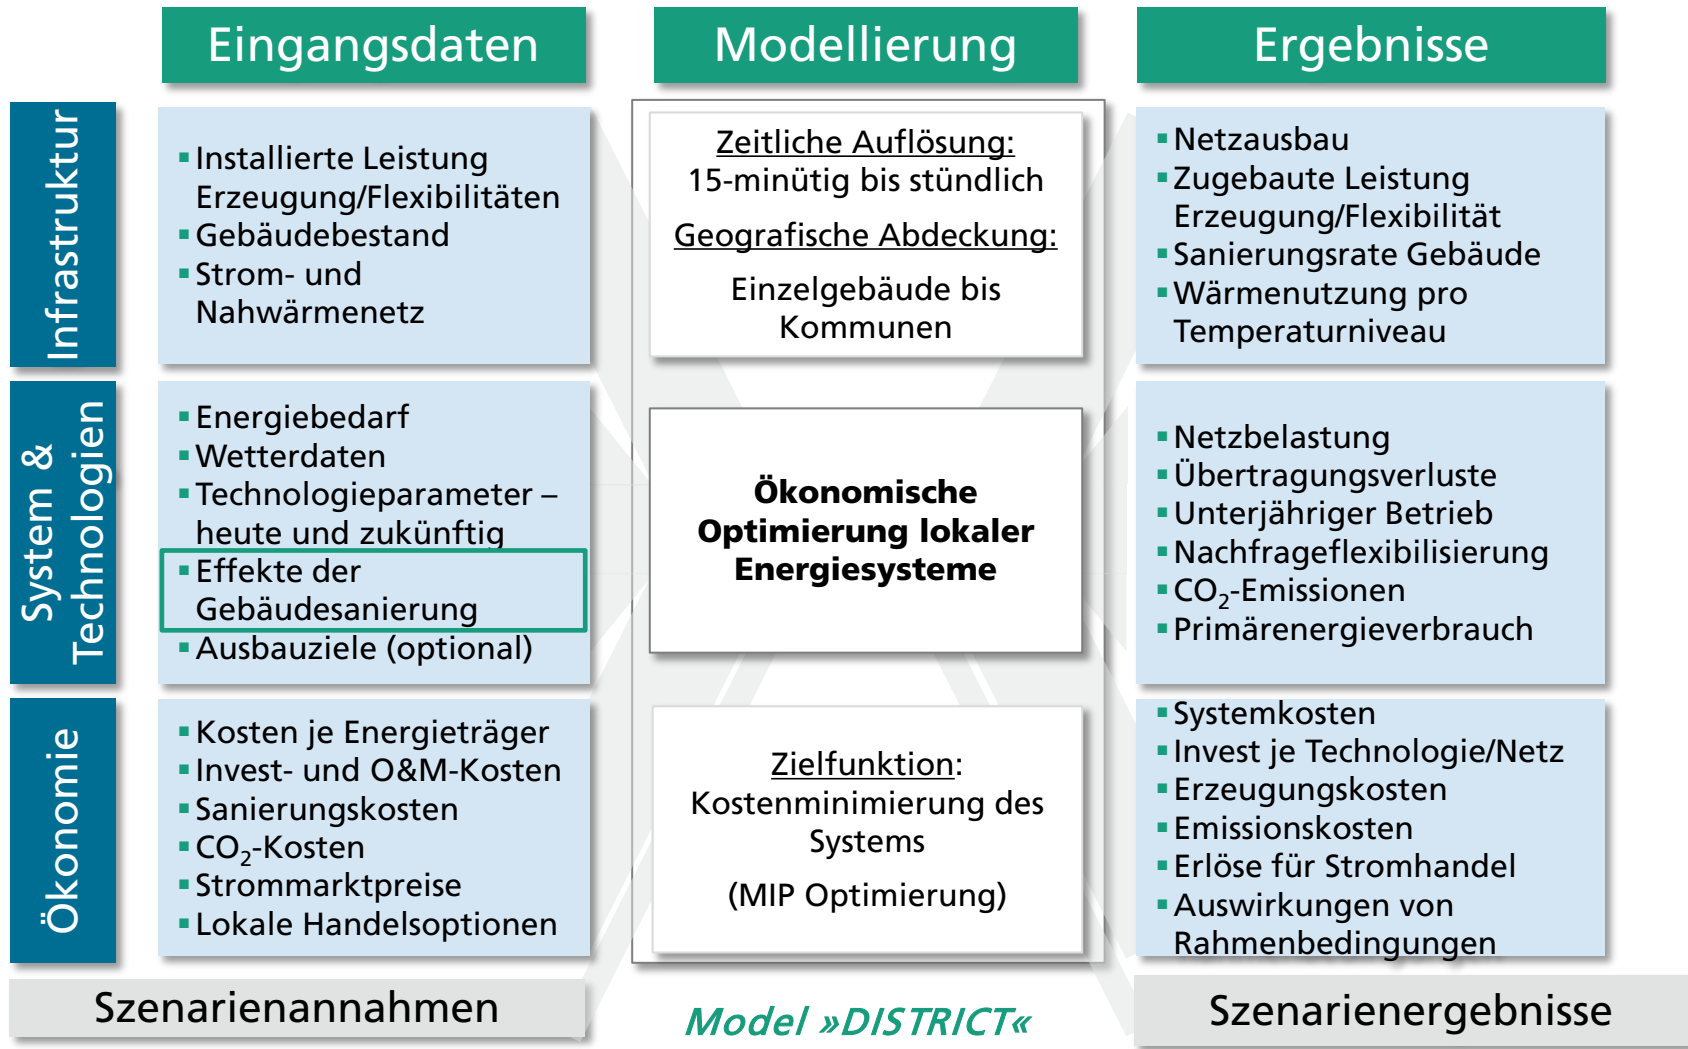 Eingangsdaten
Modellierung
Ergebnisse
Infrastruktur
▪ Installierte Leistung
Erzeugung/Flexibilitäten
▪ Gebäudebestand
▪ Strom- und
Nahwärmenetz
Zeitliche Auflösung:
15-minütig bis stündlich
Geografische Abdeckung:
Einzelgebäude bis
Kommunen
▪ Netzausbau
▪ Zugebaute Leistung
Erzeugung/Flexibilität
▪ Sanierungsrate Gebäude
▪ Wärmenutzung pro
Temperaturniveau
System &
Technologien
▪ Energiebedarf
▪ Wetterdaten
▪ Technologieparameter –
heute und zukünftig
▪ Effekte der
Gebäudesanierung
▪ Ausbauziele (optional)
Ökonomische
Optimierung lokaler
Energiesysteme
▪ Netzbelastung
▪ Übertragungsverluste
▪ Unterjähriger Betrieb
▪ Nachfrageflexibilisierung
▪ CO₂-Emissionen
▪ Primärenergieverbrauch
Ökonomie
▪ Kosten je Energieträger
▪ Invest- und O&M-Kosten
▪ Sanierungskosten
▪ CO₂-Kosten
▪ Strommarktpreise
▪ Lokale Handelsoptionen
Zielfunktion:
Kostenminimierung des
Systems
(MIP Optimierung)
▪ Systemkosten
▪ Invest je Technologie/Netz
▪ Erzeugungskosten
▪ Emissionskosten
▪ Erlöse für Stromhandel
▪ Auswirkungen von
Rahmenbedingungen
Szenarienannahmen
Model »DISTRICT«
Szenarienergebnisse